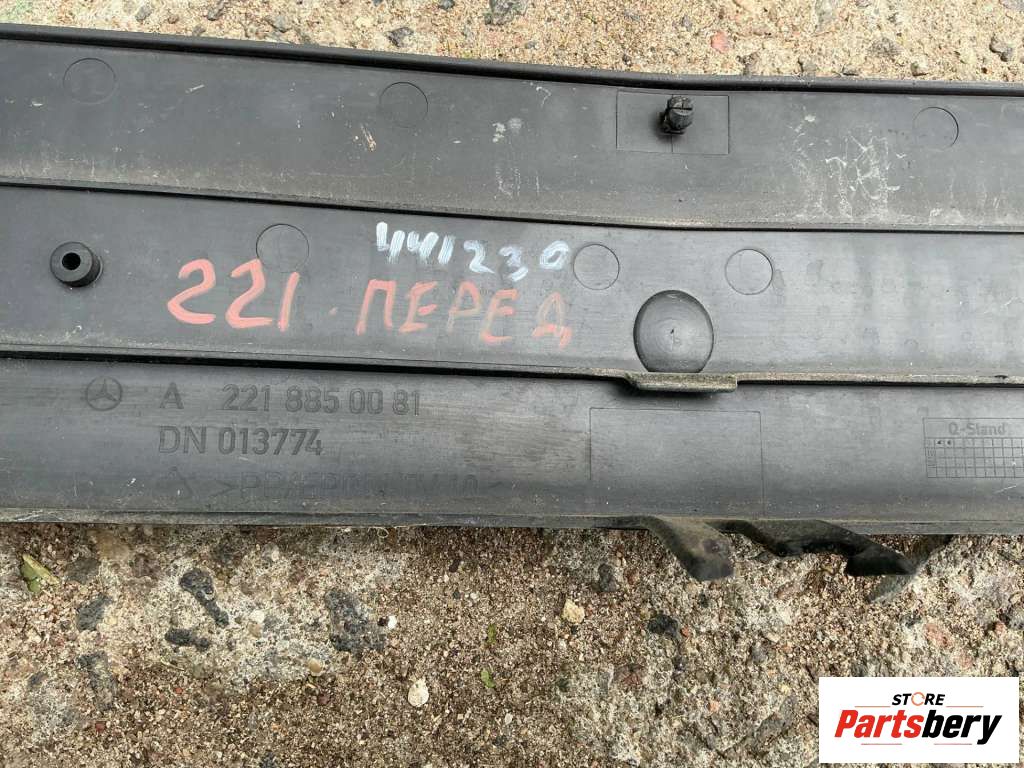 441230
221. ПЕРЕД
A 221 885 00 81
DN 013774
Q-Stand
STORE
Partsbery